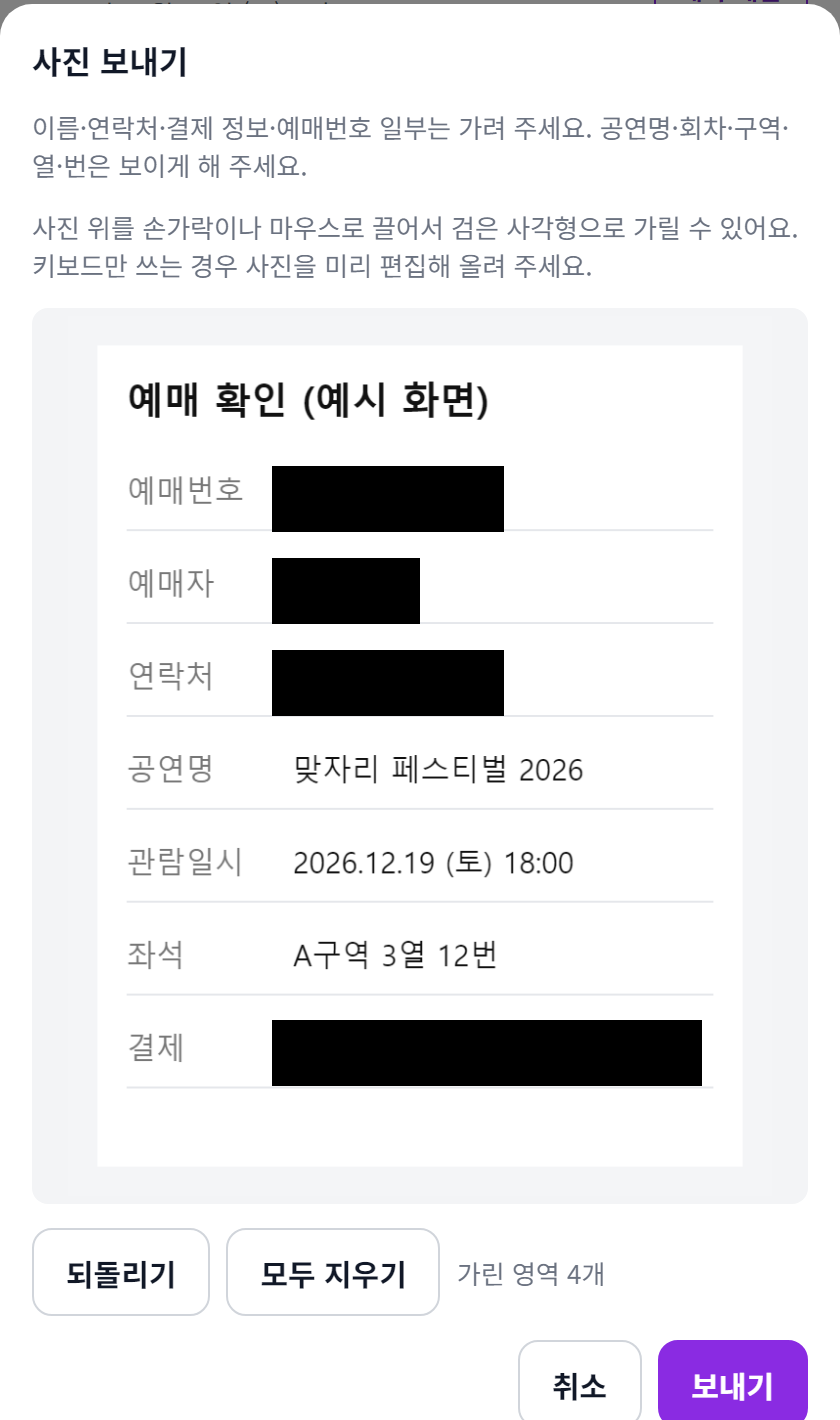 사진 보내기
이름·연락처·결제 정보·예매번호 일부는 가려 주세요. 공연명·회차·구역·
열·번은 보이게 해 주세요.
사진 위를 손가락이나 마우스로 끌어서 검은 사각형으로 가릴 수 있어요.
키보드만 쓰는 경우 사진을 미리 편집해 올려 주세요.
예매 확인 (예시 화면)
예매번호
예매자
연락처
공연명 맞자리 페스티벌 2026
관람일시 2026.12.19 (토) 18:00
좌석 A구역 3열 12번
결제
되돌리기 모두 지우기 가린 영역 4개
취소 보내기